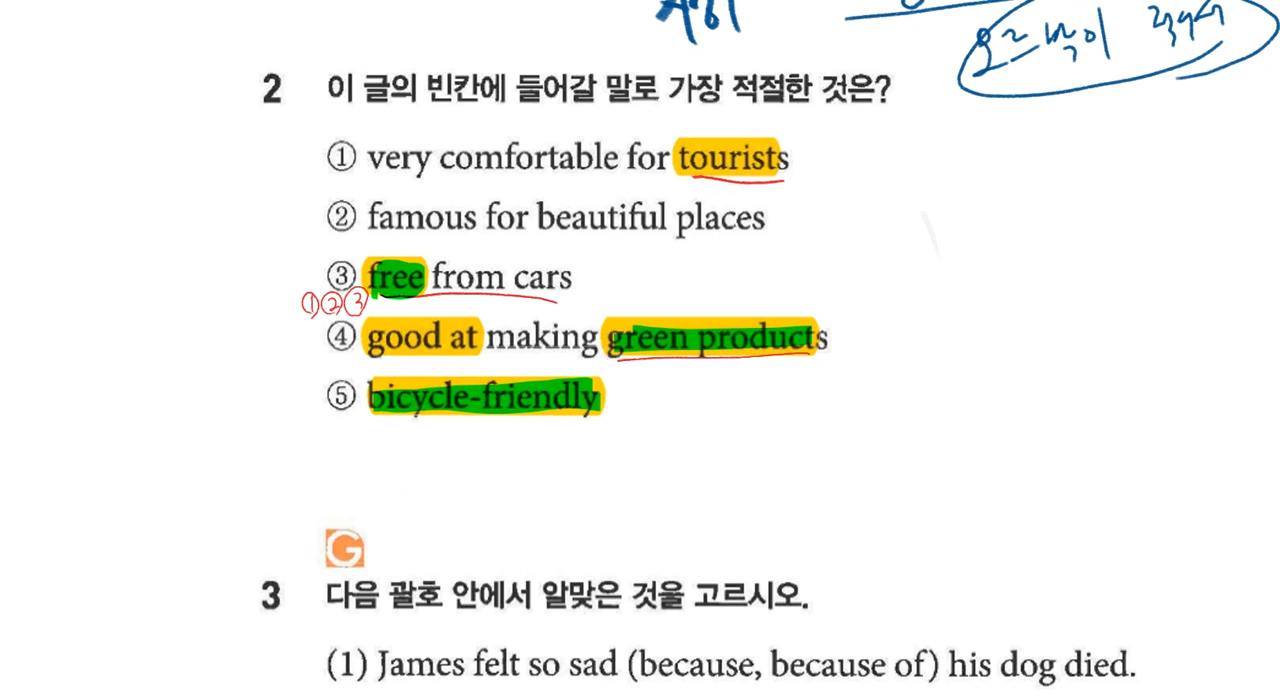 2 이 글의 빈칸에 들어갈 말로 가장 적절한 것은?
① very comfortable for tourists
② famous for beautiful places
③ free from cars
①②③
④ good at making green products
⑤ bicycle-friendly
G
3 다음 괄호 안에서 알맞은 것을 고르시오.
(1) James felt so sad (because, because of) his dog died.